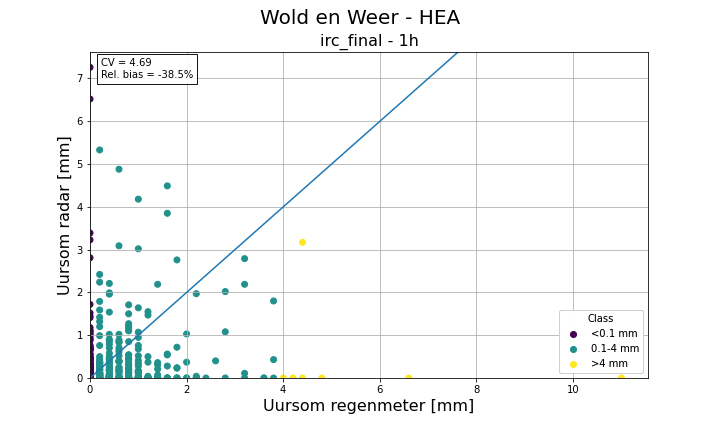 Wold en Weer - HEA
irc_final - 1h
CV = 4.69
Rel. bias = -38.5%
7
6
5
4
3
2
1
0
Uursom radar [mm]
0 2 4 6 8 10
Uursom regenmeter [mm]
Class
<0.1 mm
0.1-4 mm
>4 mm